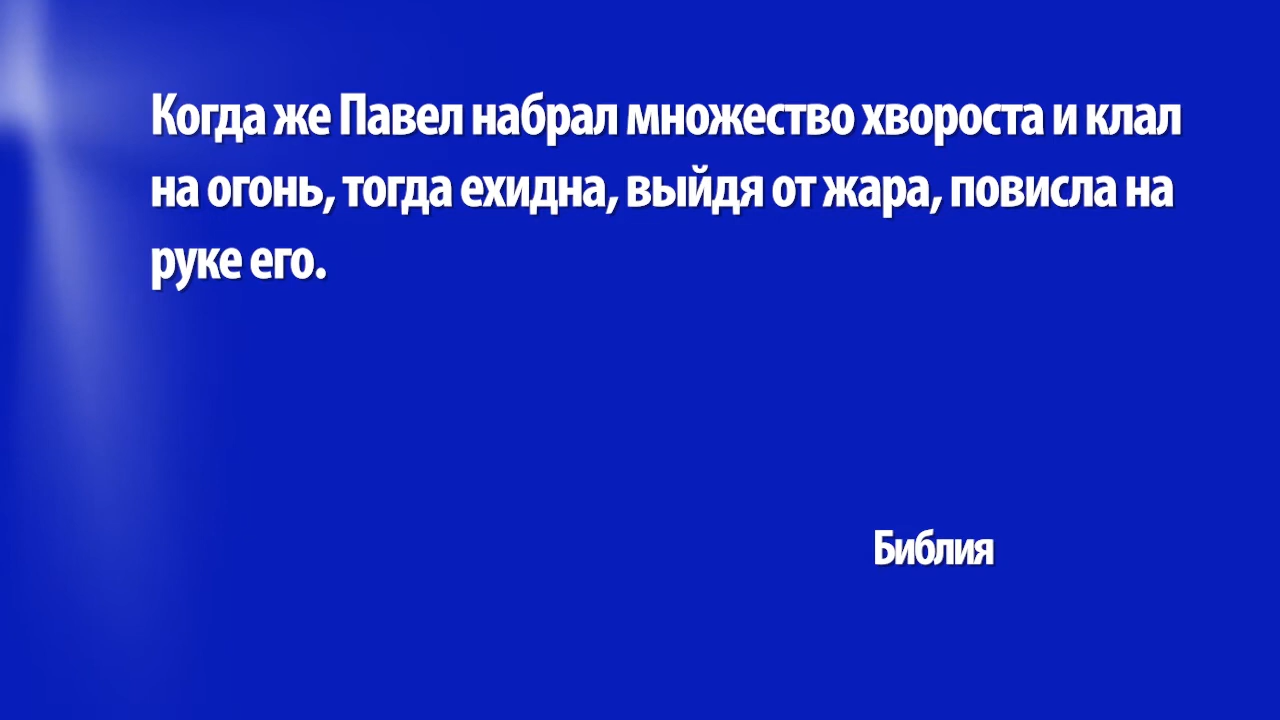 Когда же Павел набрал множество хвороста и клал
на огонь, тогда ехидна, выйдя от жара, повисла на
руке его.
Библия